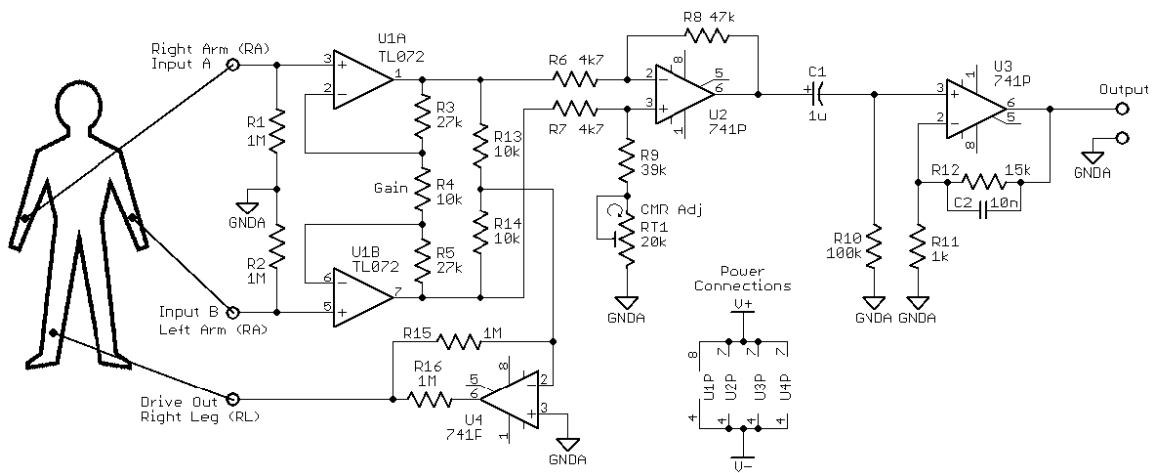 Right Arm (RA)
Input A
U1A
TL072
3
2
1
+
-
R1
1M
R3
27k
R13
10k
Gain
R4
10k
GNDA
R14
10k
R2
1M
U1B
TL072
R5
27k
6
5
7
-
+
Input B
Left Arm (RA)
R6 4k7
R7 4k7
R8 47k
2
3
8
5
6
1
-
+
U2
741P
R9
39k
CMR Adj
RT1
20k
GNDA
C1
+
1u
U3
741P
3
2
1
6
5
8
+
-
Output
GNDA
R12 15k
C2 10n
R10
100k
R11
1k
GNDA GNDA
R15 1M
R16
1M
5
6
8
2
3
1
-
+
U4
741P
GNDA
Drive Out
Right Leg (RL)
Power
Connections
V+
8 7 7 7
U1P U2P U3P U4P
4 4 4 4
V-